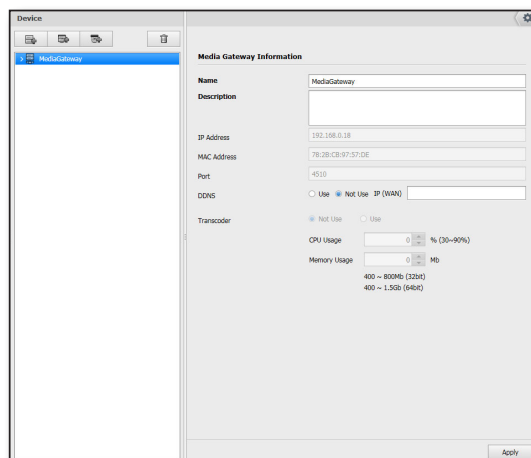 Device
MediaGateway
Media Gateway Information
Name MediaGateway
Description
IP Address 192.168.0.18
MAC Address 78:2B:CB:97:57:DE
Port 4510
DDNS Use Not Use IP (WAN)
Transcoder Not Use Use
CPU Usage 0 % (30~90%)
Memory Usage 0 Mb
400 ~ 800Mb (32bit)
400 ~ 1.5Gb (64bit)
Apply